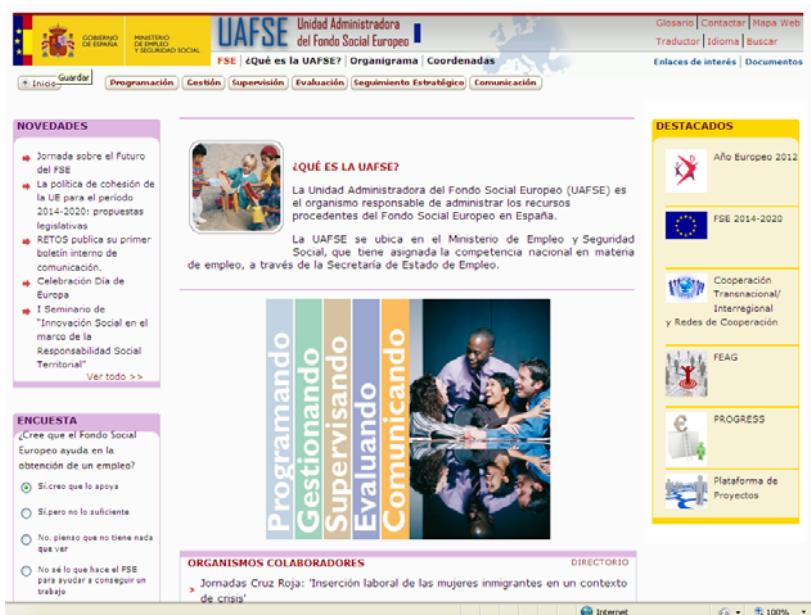 GOBIERNO
DE ESPAÑA
MINISTERIO
DE EMPLEO
Y SEGURIDAD SOCIAL
UAFSE
Unidad Administradora
del Fondo Social Europeo
Glosario | Contactar | Mapa Web
Traductor | Idioma | Buscar
FSE | ¿Qué es la UAFSE? | Organigrama | Coordenadas
Enlaces de interés | Documentos
Inicio
Guardar
Programación
Gestión
Supervisión
Evaluación
Seguimiento Estratégico
Comunicación
NOVEDADES
Jornada sobre el Futuro
del FSE
La política de cohesión de
la UE para el período
2014-2020: propuestas
legislativas
RETOS publica su primer
boletín interno de
comunicación.
Celebración Día de
Europa
I Seminario de
"Innovación Social en el
marco de la
Responsabilidad Social
Territorial"
Ver todo >>
ENCUESTA
¿Cree que el Fondo Social
Europeo ayuda en la
obtención de un empleo?
Sí,creo que lo apoya
Sí,pero no lo suficiente
No, pienso que no tiene nada
que ver
No sé lo que hace el FSE
para ayudar a conseguir un
trabajo
¿QUÉ ES LA UAFSE?
La Unidad Administradora del Fondo Social Europeo (UAFSE) es
el organismo responsable de administrar los recursos
procedentes del Fondo Social Europeo en España.
La UAFSE se ubica en el Ministerio de Empleo y Seguridad
Social, que tiene asignada la competencia nacional en materia
de empleo, a través de la Secretaría de Estado de Empleo.
Programando
Gestionando
Supervisando
Evaluando
Comunicando
ORGANISMOS COLABORADORES
DIRECTORIO
Jornadas Cruz Roja: 'Inserción laboral de las mujeres inmigrantes en un contexto
de crisis'
DESTACADOS
Año Europeo 2012
FSE 2014-2020
Cooperación
Transnacional/
Interregional
y Redes de Cooperación
FEAG
PROGRESS
Plataforma de
Proyectos
Internet
100%